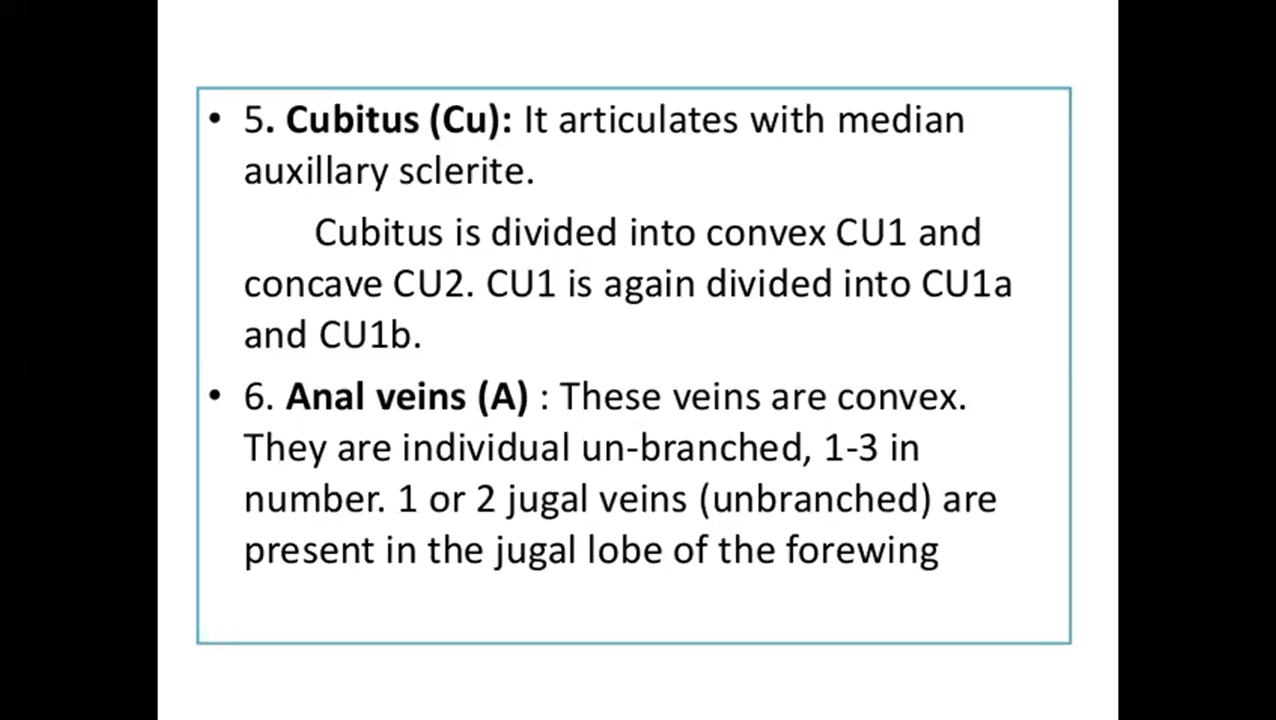 • 5. Cubitus (Cu): It articulates with median
auxillary sclerite.
Cubitus is divided into convex CU1 and
concave CU2. CU1 is again divided into CU1a
and CU1b.
• 6. Anal veins (A) : These veins are convex.
They are individual un-branched, 1-3 in
number. 1 or 2 jugal veins (unbranched) are
present in the jugal lobe of the forewing